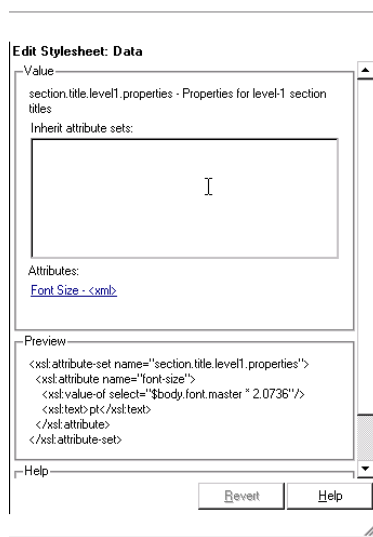 Edit Stylesheet: Data
Value
section.title.level1.properties - Properties for level-1 section
titles
Inherit attribute sets:
Attributes:
Font Size - <xml>
Preview
<xsl:attribute-set name="section.title.level1.properties">
<xsl:attribute name="font-size">
<xsl:value-of select="$body.font.master * 2.0736"/>
<xsl:text>pt</xsl:text>
</xsl:attribute>
</xsl:attribute-set>
Help
Revert Help